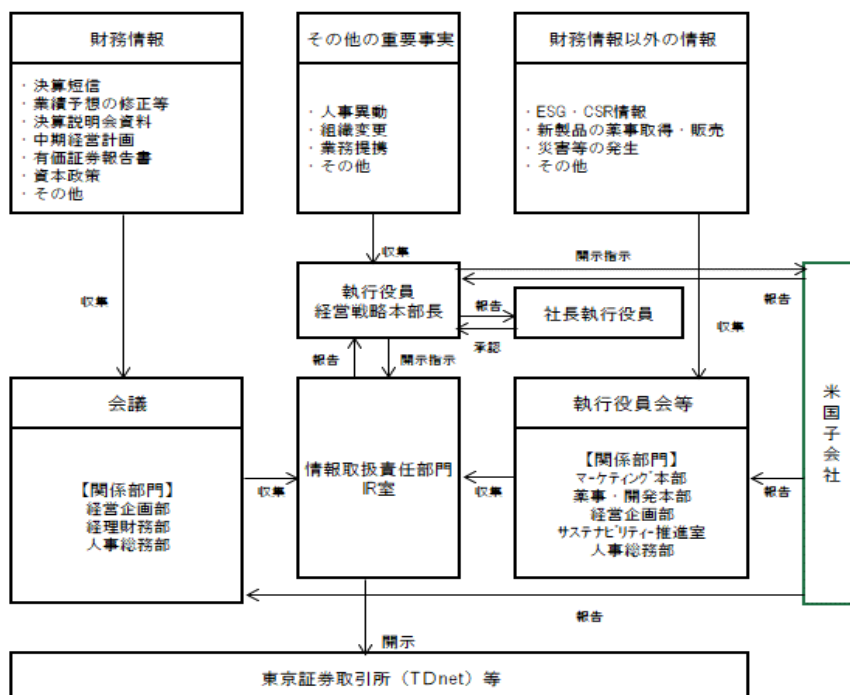 財務情報
・決算短信
・業績予想の修正等
・決算説明会資料
・中期経営計画
・有価証券報告書
・資本政策
・その他
その他の重要事実
・人事異動
・組織変更
・業務提携
・その他
財務情報以外の情報
・ESG・CSR情報
・新製品の薬事取得・販売
・災害等の発生
・その他
収集
収集
収集
開示指示
報告
執行役員
経営戦略本部長
報告
承認
社長執行役員
報告
開示指示
米国子会社
会議
【関係部門】
経営企画部
経理財務部
人事総務部
収集
情報取扱責任部門
IR室
収集
執行役員会等
【関係部門】
マーケティング本部
薬事・開発本部
経営企画部
サステナビリティー推進室
人事総務部
報告
報告
開示
東京証券取引所（TDnet）等